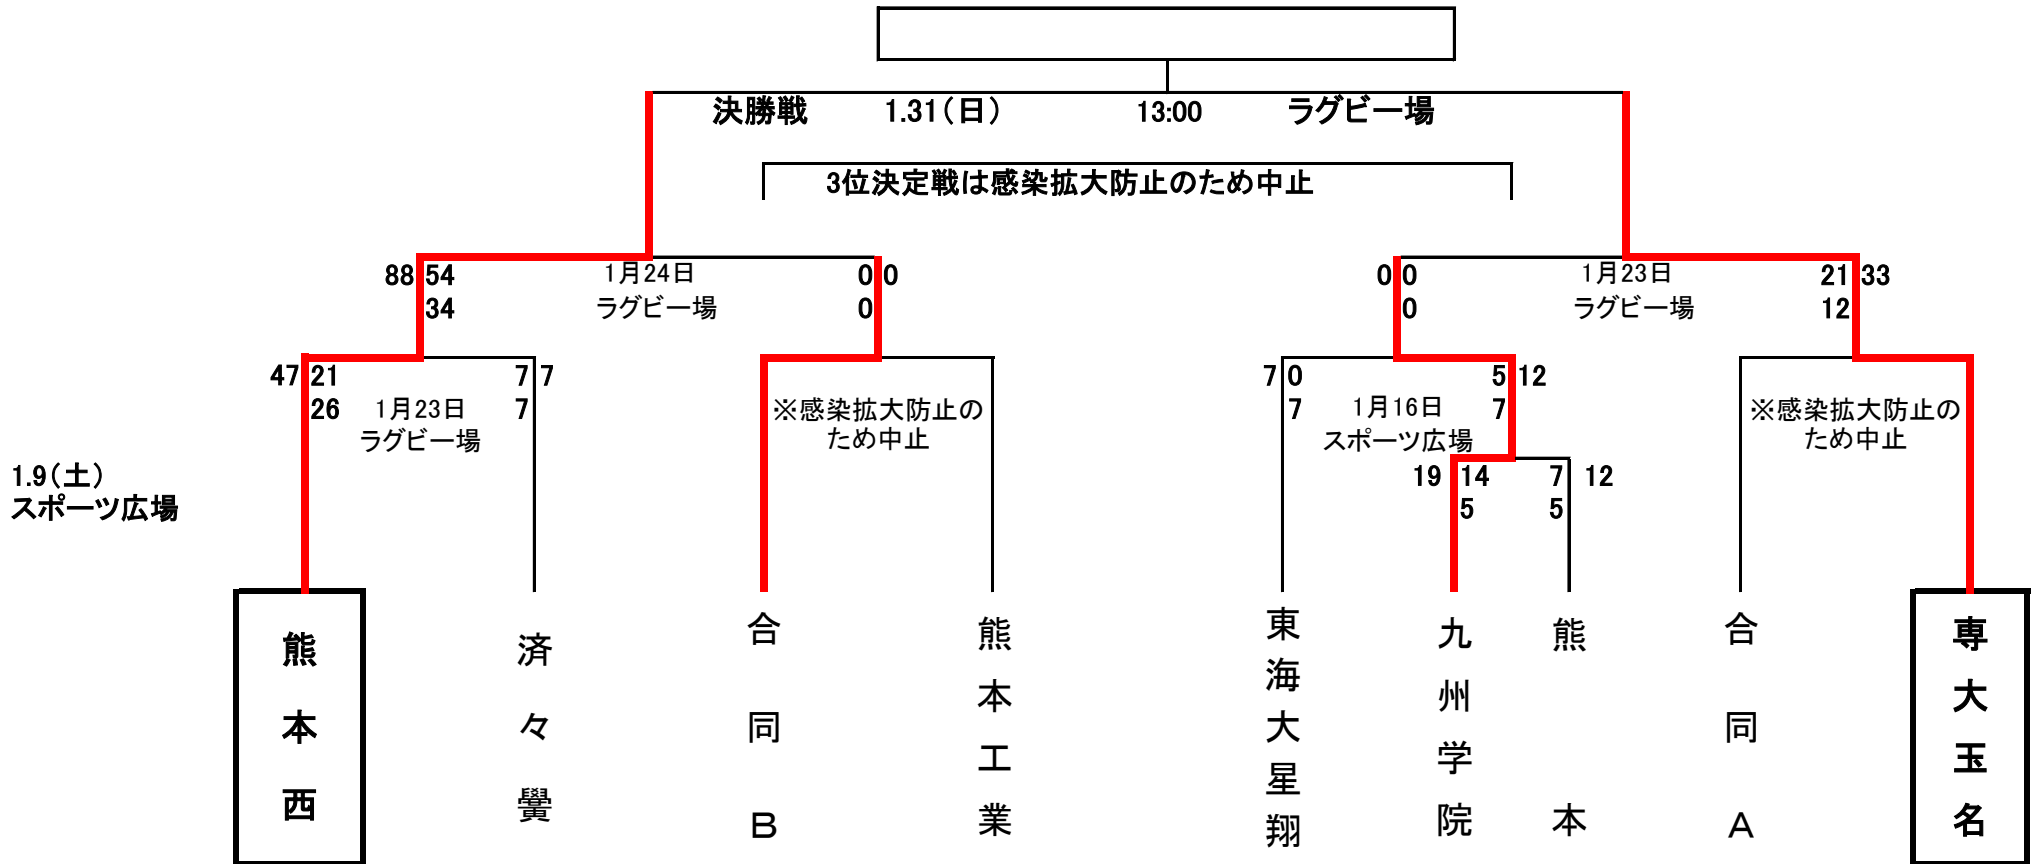 決勝戦 1.31(日) 13:00 ラグビー場
3位決定戦は感染拡大防止のため中止
88 54 1月24日 0 0 0 0 1月23日 21 33
34 ラグビー場 0 0 ラグビー場 12
47 21 7 7 7 0 5 12
26 1月23日 7 ※感染拡大防止の 7 1月16日 7 ※感染拡大防止の
ラグビー場 ため中止 スポーツ広場 ため中止
1.9(土) 19 14 7 12
スポーツ広場 5 5
熊本西
済々黌
合同B
熊本工業
東海大星翔
九州学院
熊本
合同A
専大玉名